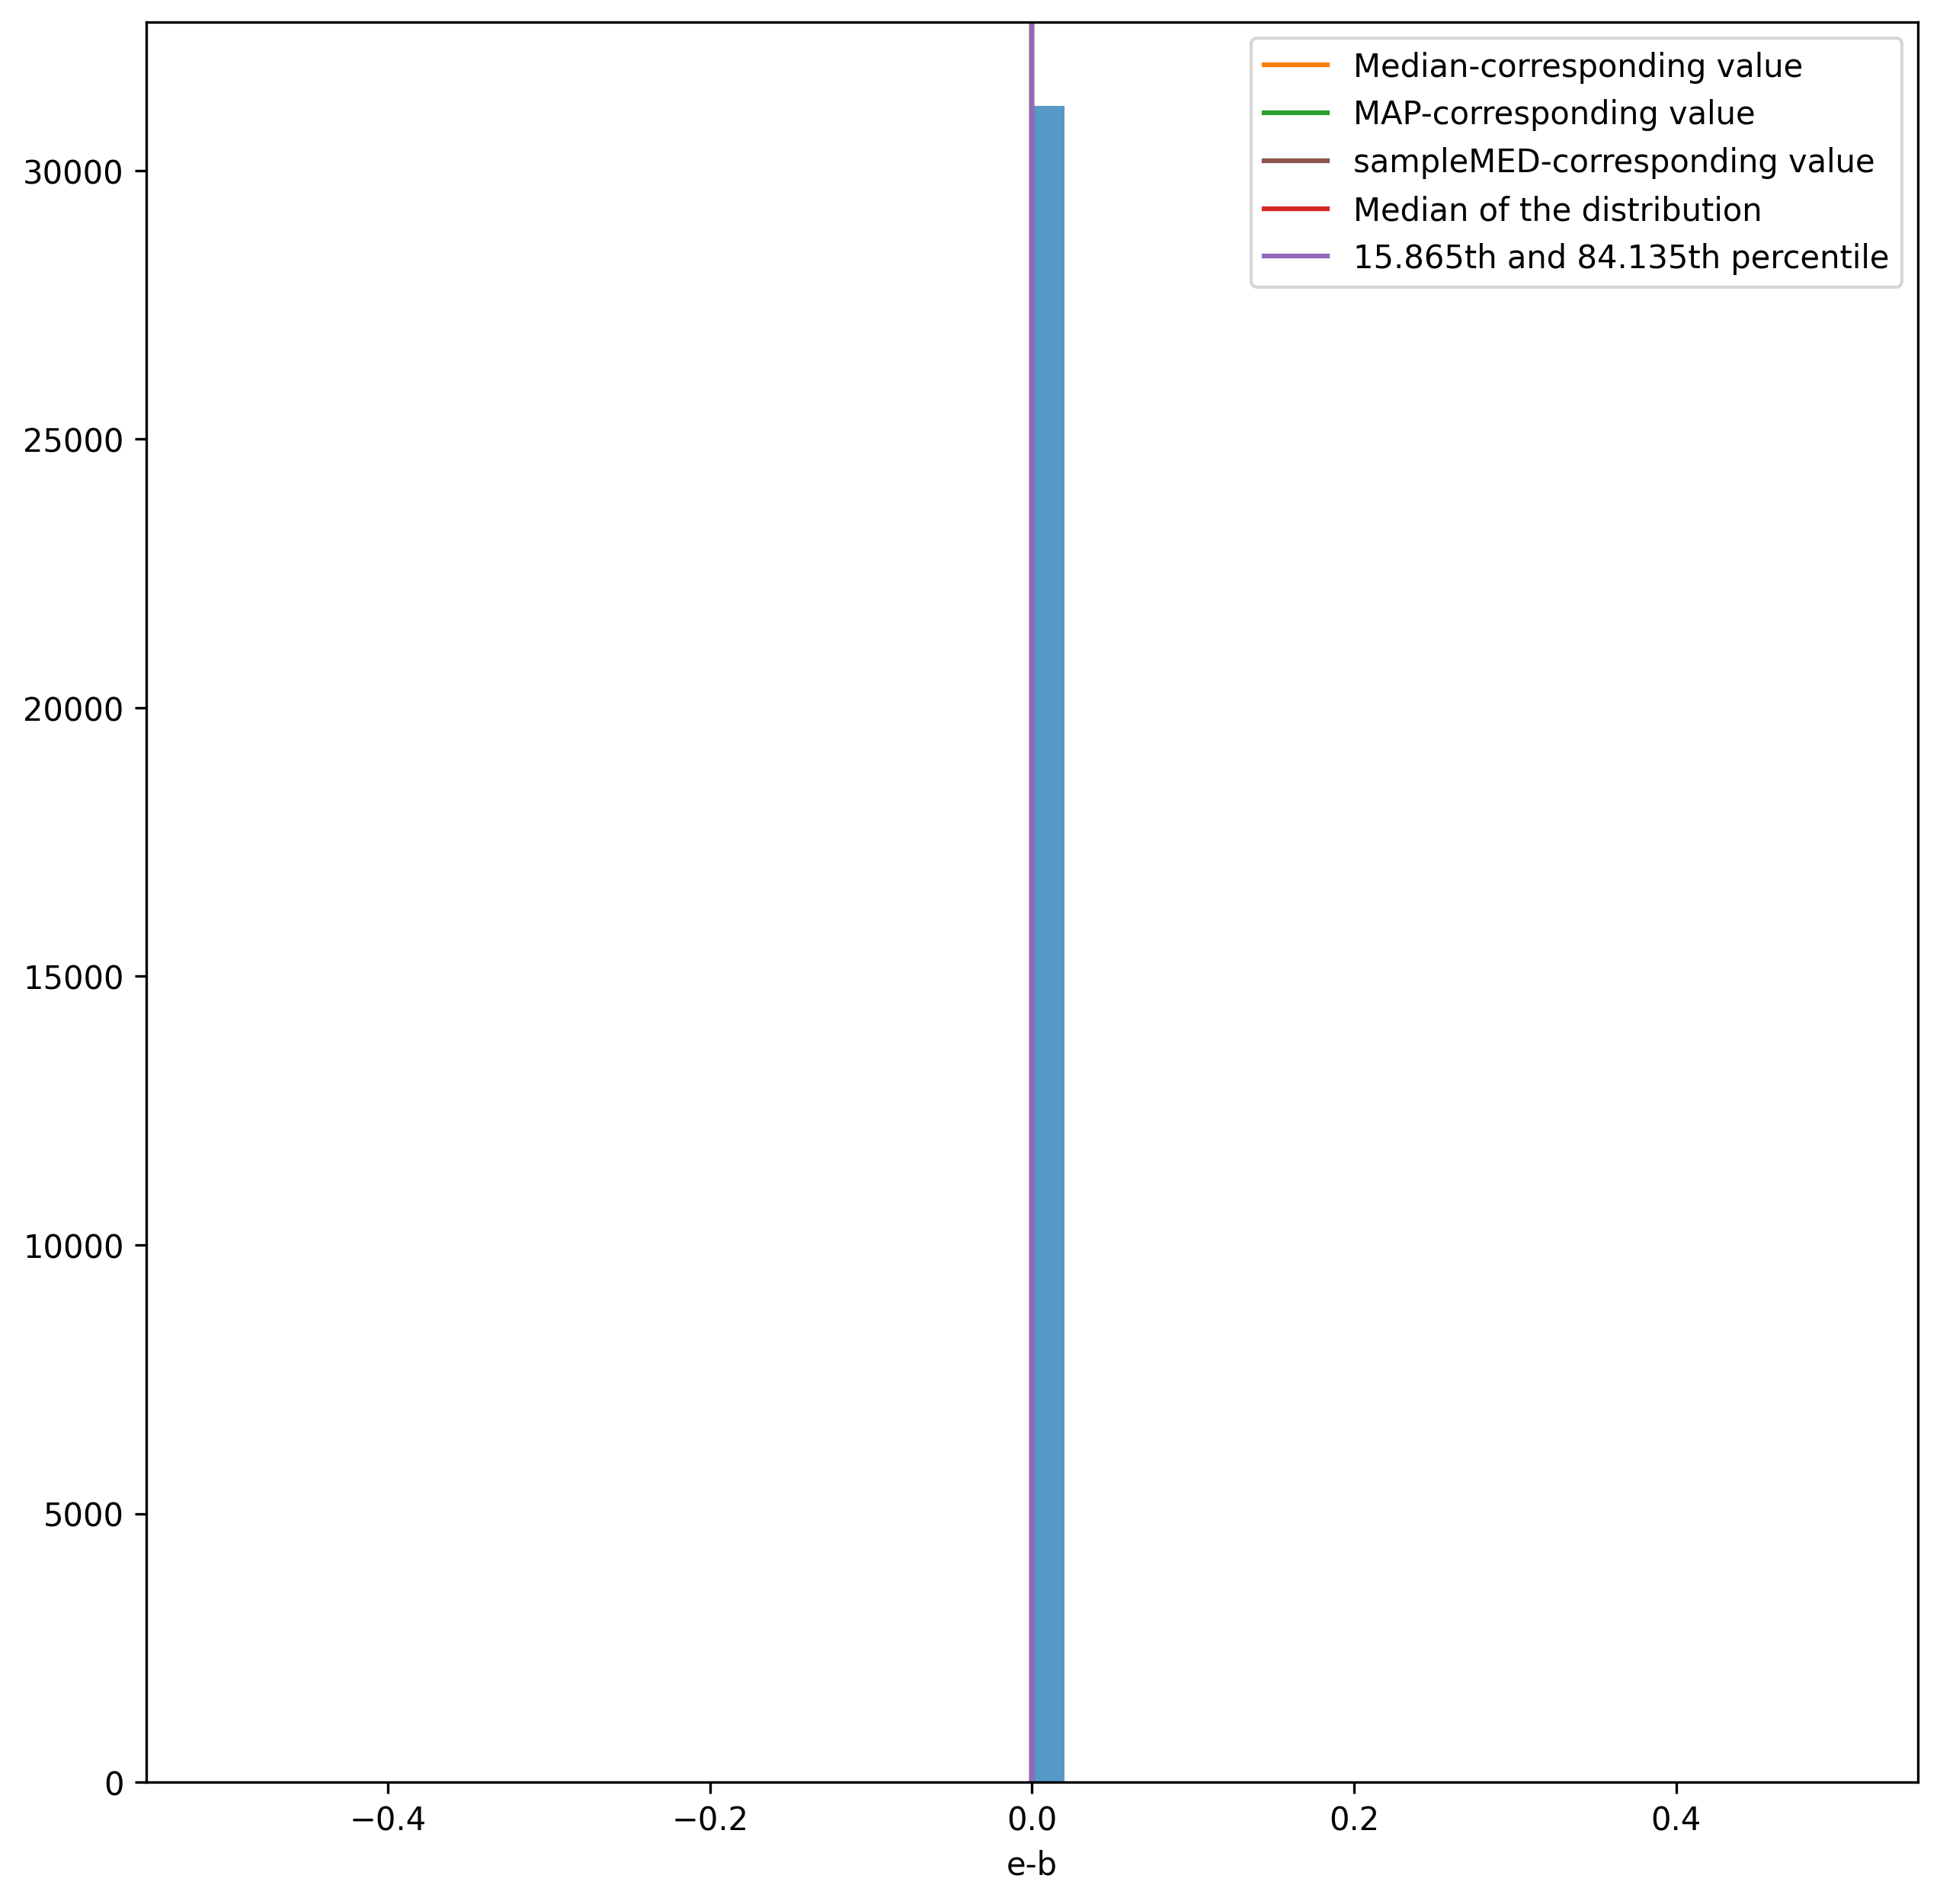 Median-corresponding value
MAP-corresponding value
sampleMED-corresponding value
Median of the distribution
15.865th and 84.135th percentile
30000
25000
20000
15000
10000
5000
0
−0.4 −0.2 0.0 0.2 0.4
e-b